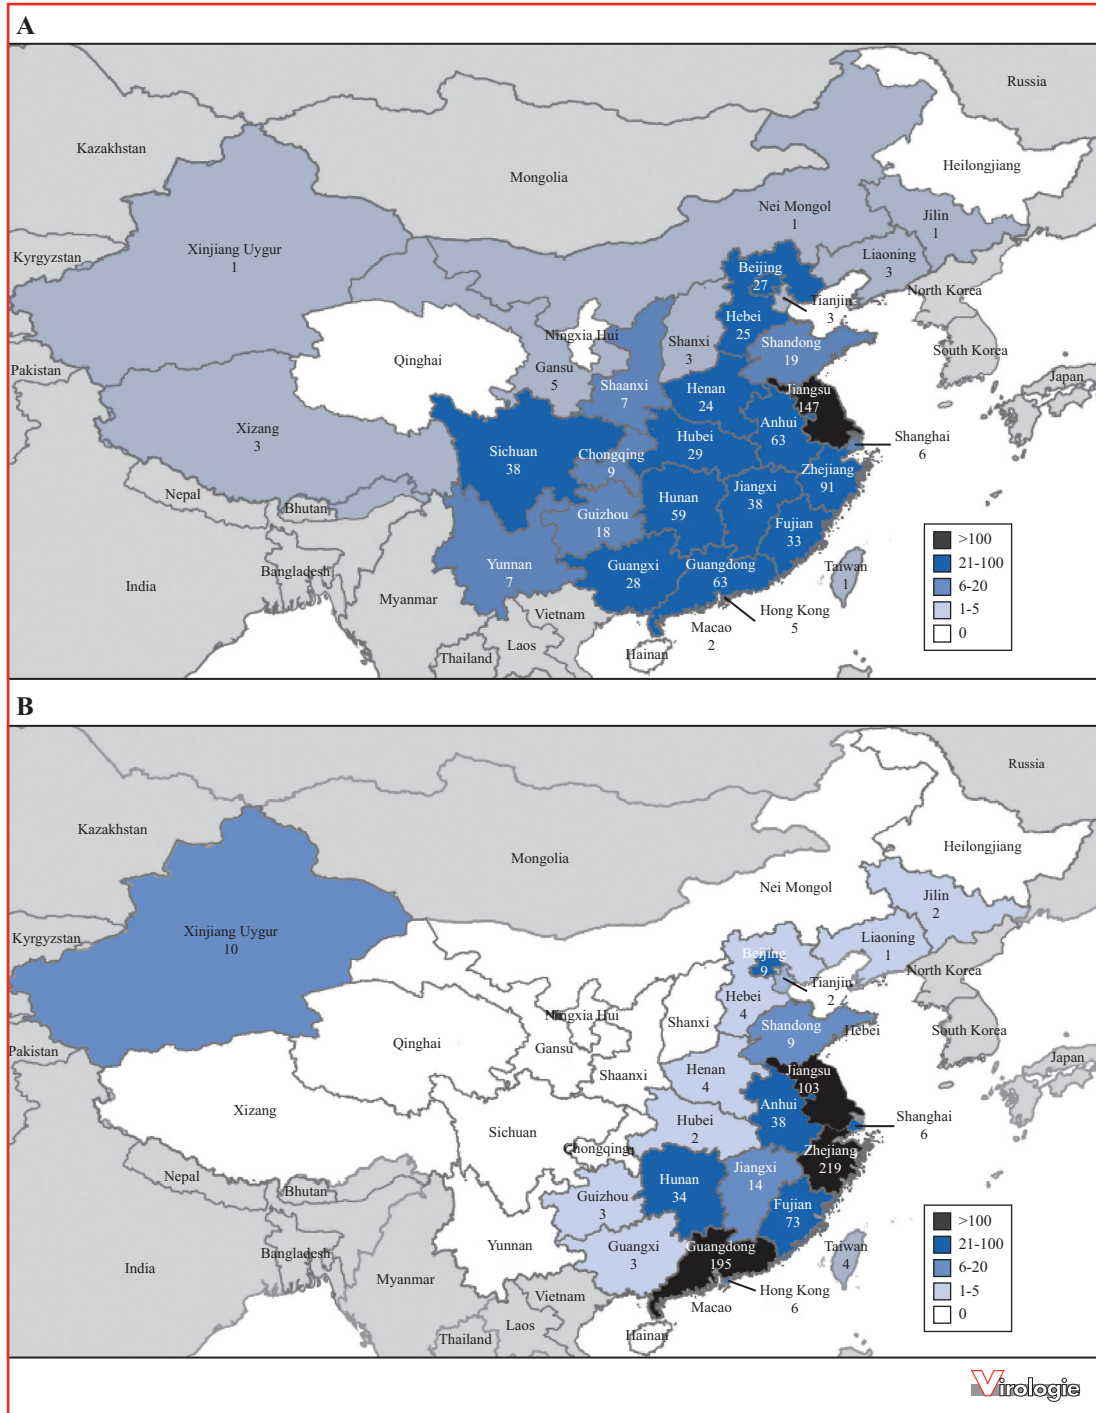 A
Russia
Kazakhstan
Heilongjiang
Mongolia
Nei Mongol
1
Jilin
1
Xinjiang Uygur
1
Kyrgyzstan
Liaoning
3
Beijing
27
North Korea
Tianjin
3
Hebei
25
Ningxia Hui
Shanxi
3
Shandong
19
South Korea
Qinghai
Gansu
5
Pakistan
Japan
Shaanxi
7
Henan
24
Jiangsu
147
Xizang
3
Anhui
63
Shanghai
6
Sichuan
38
Chongqing
9
Hubei
29
Zhejiang
91
Nepal
Hunan
59
Jiangxi
38
Bhutan
Guizhou
18
Fujian
33
>100
21-100
6-20
1-5
0
India
Bangladesh
Yunnan
7
Guangxi
28
Guangdong
63
Taiwan
1
Myanmar
Vietnam
Hong Kong
5
Macao
2
Laos
Thailand
Hainan
B
Russia
Kazakhstan
Heilongjiang
Mongolia
Nei Mongol
Jilin
2
Xinjiang Uygur
10
Kyrgyzstan
Liaoning
1
Beijing
9
North Korea
Tianjin
2
Hebei
4
Ningxia Hui
Shanxi
Shandong
9
Hebei
South Korea
Qinghai
Gansu
Pakistan
Japan
Shaanxi
Henan
4
Jiangsu
103
Xizang
Anhui
38
Shanghai
6
Sichuan
Chongqing
Hubei
2
Zhejiang
219
Nepal
Hunan
34
Jiangxi
14
Bhutan
Guizhou
3
Fujian
73
>100
21-100
6-20
1-5
0
India
Bangladesh
Yunnan
Guangxi
3
Guangdong
195
1
Taiwan
4
Myanmar
Vietnam
Hong Kong
6
Macao
Laos
Thailand
Hainan
Virologie